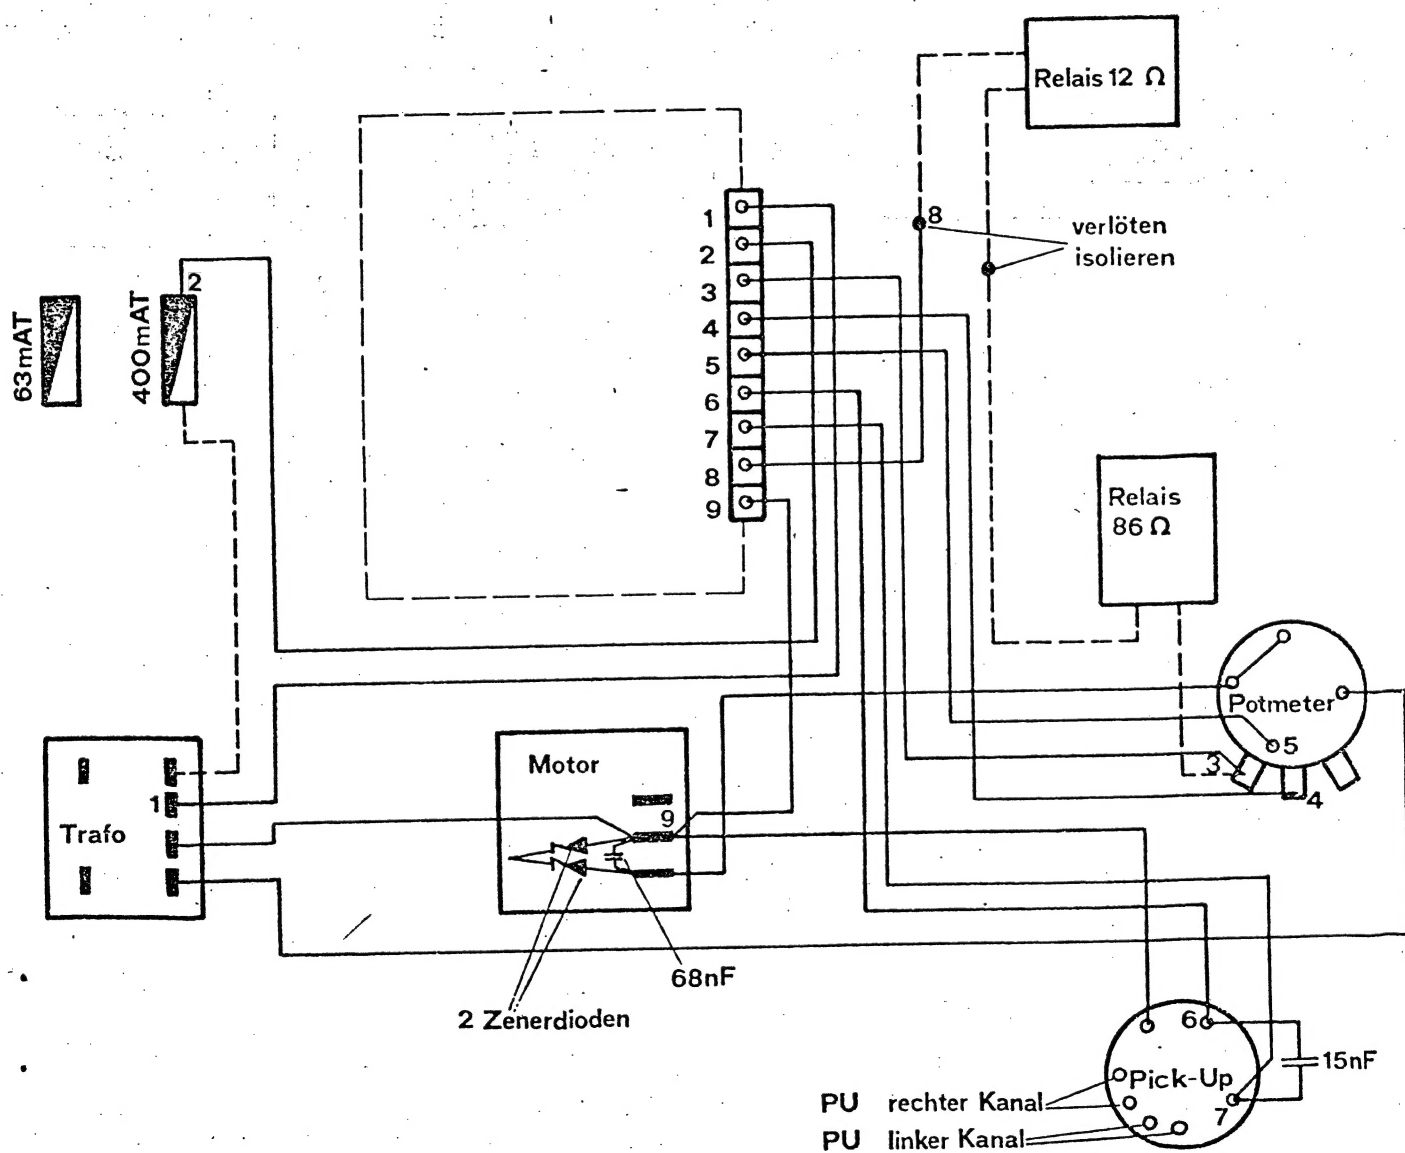 Relais 12 Ω
1
2
3
4
5
6
7
8
9
8
verlöten
isolieren
63mAT
400mAT
2
Relais
86 Ω
Potmeter
5
3
4
Trafo
1
Motor
9
68nF
2 Zenerdioden
6
Pick-Up
7
15nF
PU rechter Kanal
PU linker Kanal